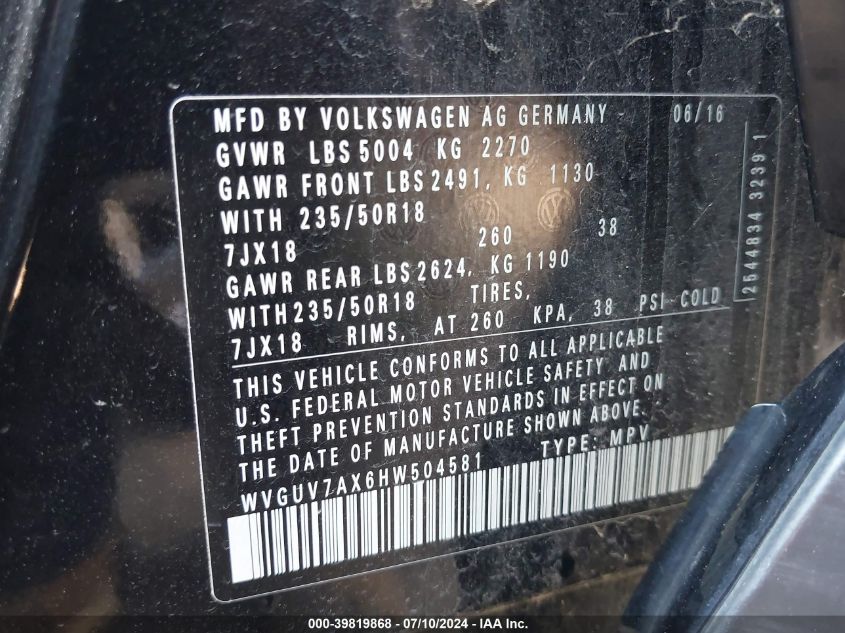 MFD BY VOLKSWAGEN AG GERMANY 06/16
GVWR LBS 5004 KG 2270
GAWR FRONT LBS 2491, KG 1130
WITH 235/50R18
7JX18 260 38
GAWR REAR LBS 2624, KG 1190
WITH 235/50R18 TIRES,
7JX18 RIMS, AT 260 KPA, 38 PSI-COLD
THIS VEHICLE CONFORMS TO ALL APPLICABLE
U.S. FEDERAL MOTOR VEHICLE SAFETY AND
THEFT PREVENTION STANDARDS IN EFFECT ON
THE DATE OF MANUFACTURE SHOWN ABOVE.
WVGUV7AX6HW504581 TYPE: MPV
2544834 3239 1
000-39819868 - 07/10/2024 - IAA Inc.